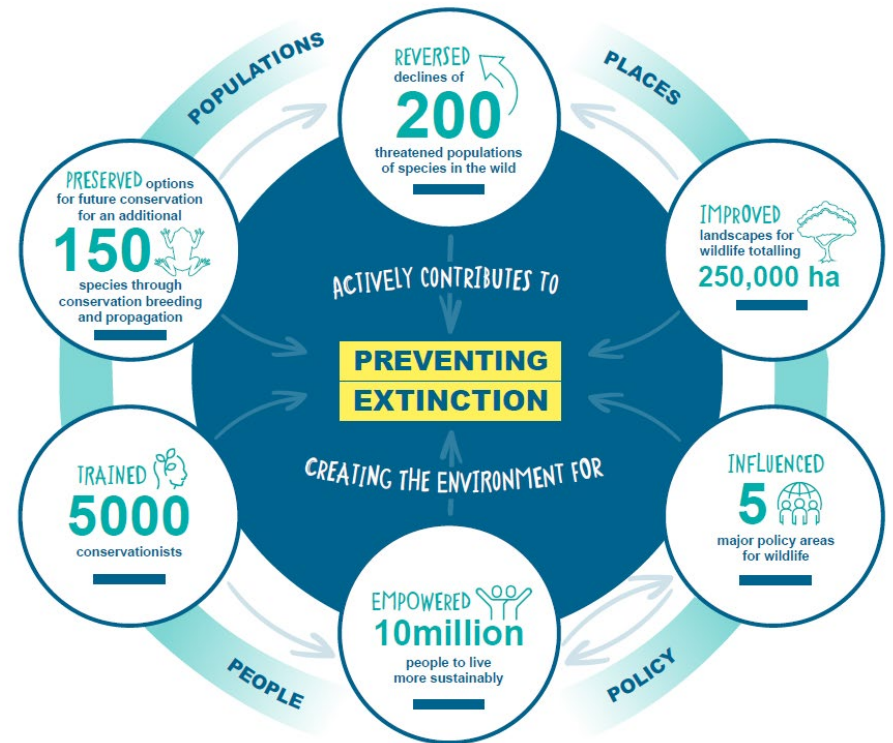 POPULATIONS
PLACES
REVERSED
declines of
200
threatened populations
of species in the wild
PRESERVED options
for future conservation
for an additional
150
species through
conservation breeding
and propagation
IMPROVED
landscapes for
wildlife totalling
250,000 ha
ACTIVELY CONTRIBUTES TO
PREVENTING
EXTINCTION
CREATING THE ENVIRONMENT FOR
TRAINED
5000
conservationists
INFLUENCED
5
major policy areas
for wildlife
EMPOWERED
10million
people to live
more sustainably
PEOPLE
POLICY